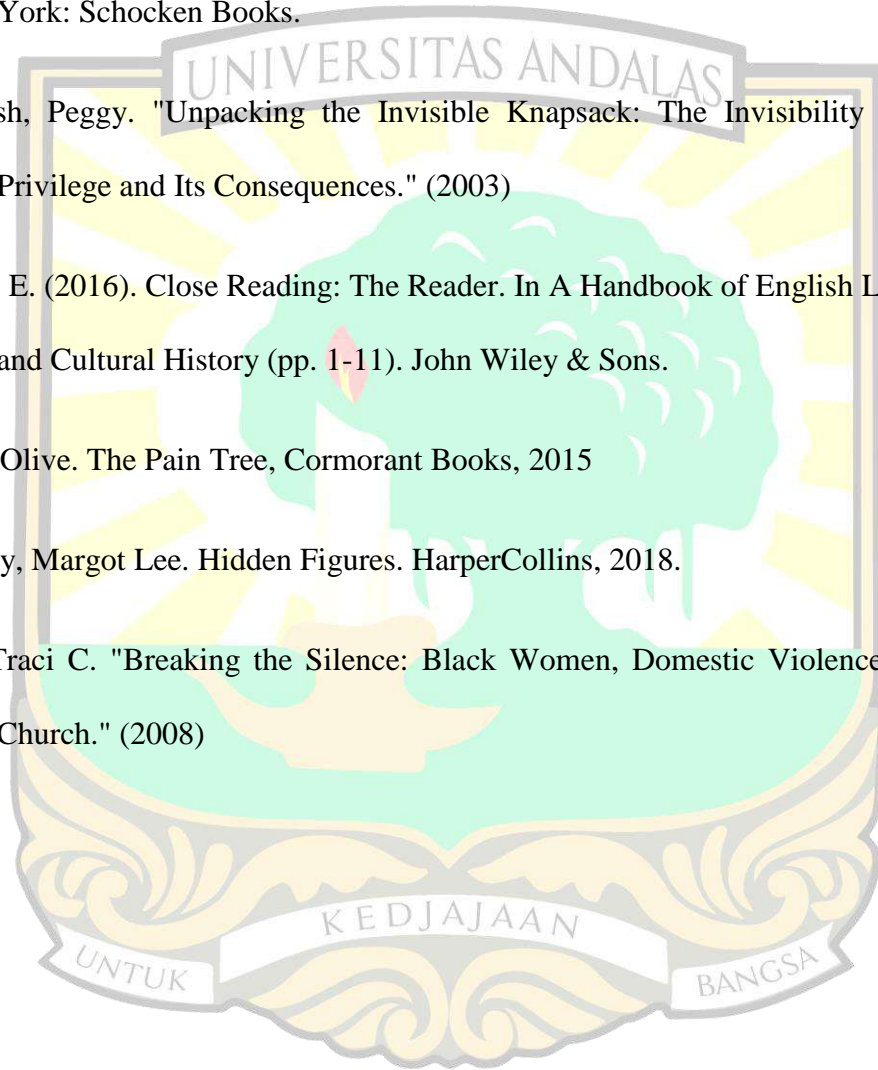 York: Schocken Books.
UNIVERSITAS ANDALAS
sh, Peggy. "Unpacking the Invisible Knapsack: The Invisibility
Privilege and Its Consequences." (2003)
E. (2016). Close Reading: The Reader. In A Handbook of English L
and Cultural History (pp. 1-11). John Wiley & Sons.
Olive. The Pain Tree, Cormorant Books, 2015
y, Margot Lee. Hidden Figures. HarperCollins, 2018.
Traci C. "Breaking the Silence: Black Women, Domestic Violence
Church." (2008)
KEDJAJAAN
UNTUK
BANGSA